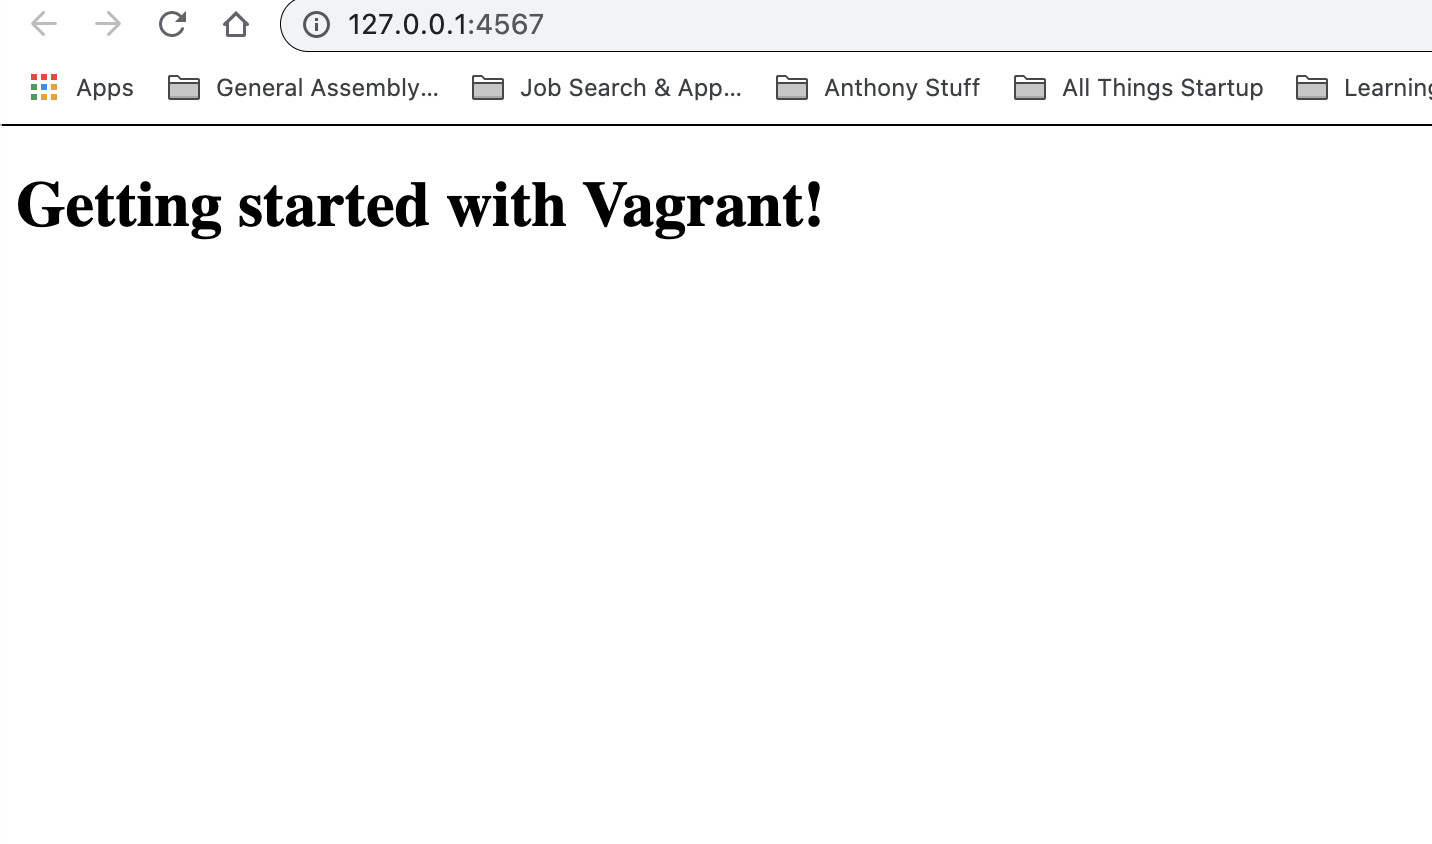 127.0.0.1:4567
Apps General Assembly... Job Search & App... Anthony Stuff All Things Startup Learning
Getting started with Vagrant!